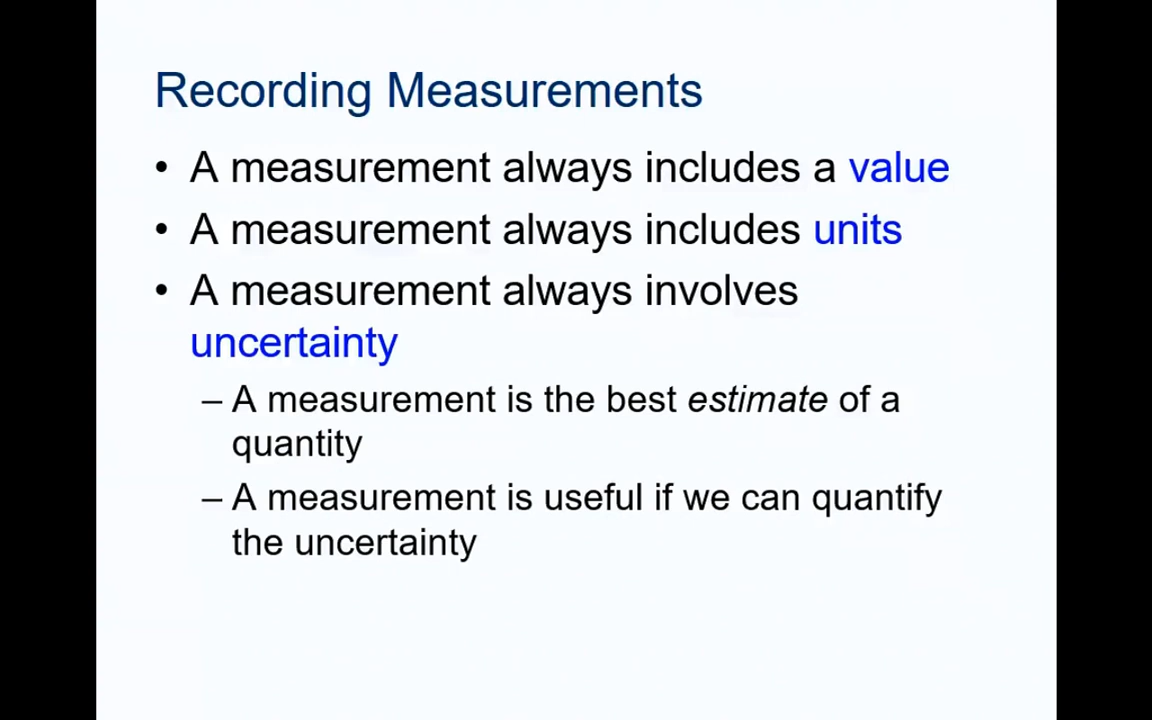 Recording Measurements
• A measurement always includes a value
• A measurement always includes units
• A measurement always involves
uncertainty
– A measurement is the best estimate of a
quantity
– A measurement is useful if we can quantify
the uncertainty